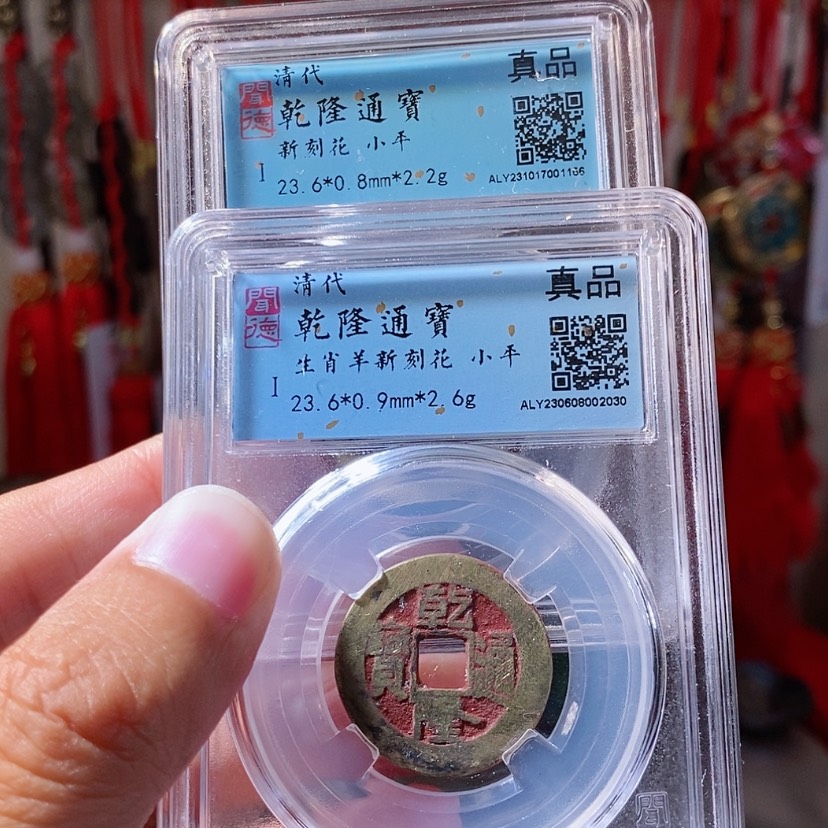 清代
真品
聞德
乾隆通寶
新刻花 小平
I
23.6*0.8mm*2.2g
ALY231017001166
清代
真品
聞德
乾隆通寶
生肖羊新刻花 小平
I
23.6*0.9mm*2.6g
ALY230608002030
乾
寶 通
隆
聞